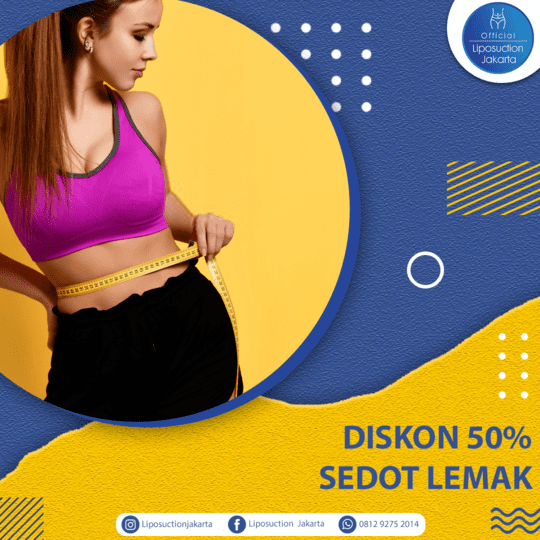 Official
Liposuction
Jakarta
DISKON 50%
SEDOT LEMAK
Liposuctionjakarta
Liposuction Jakarta
0812 9275 2014